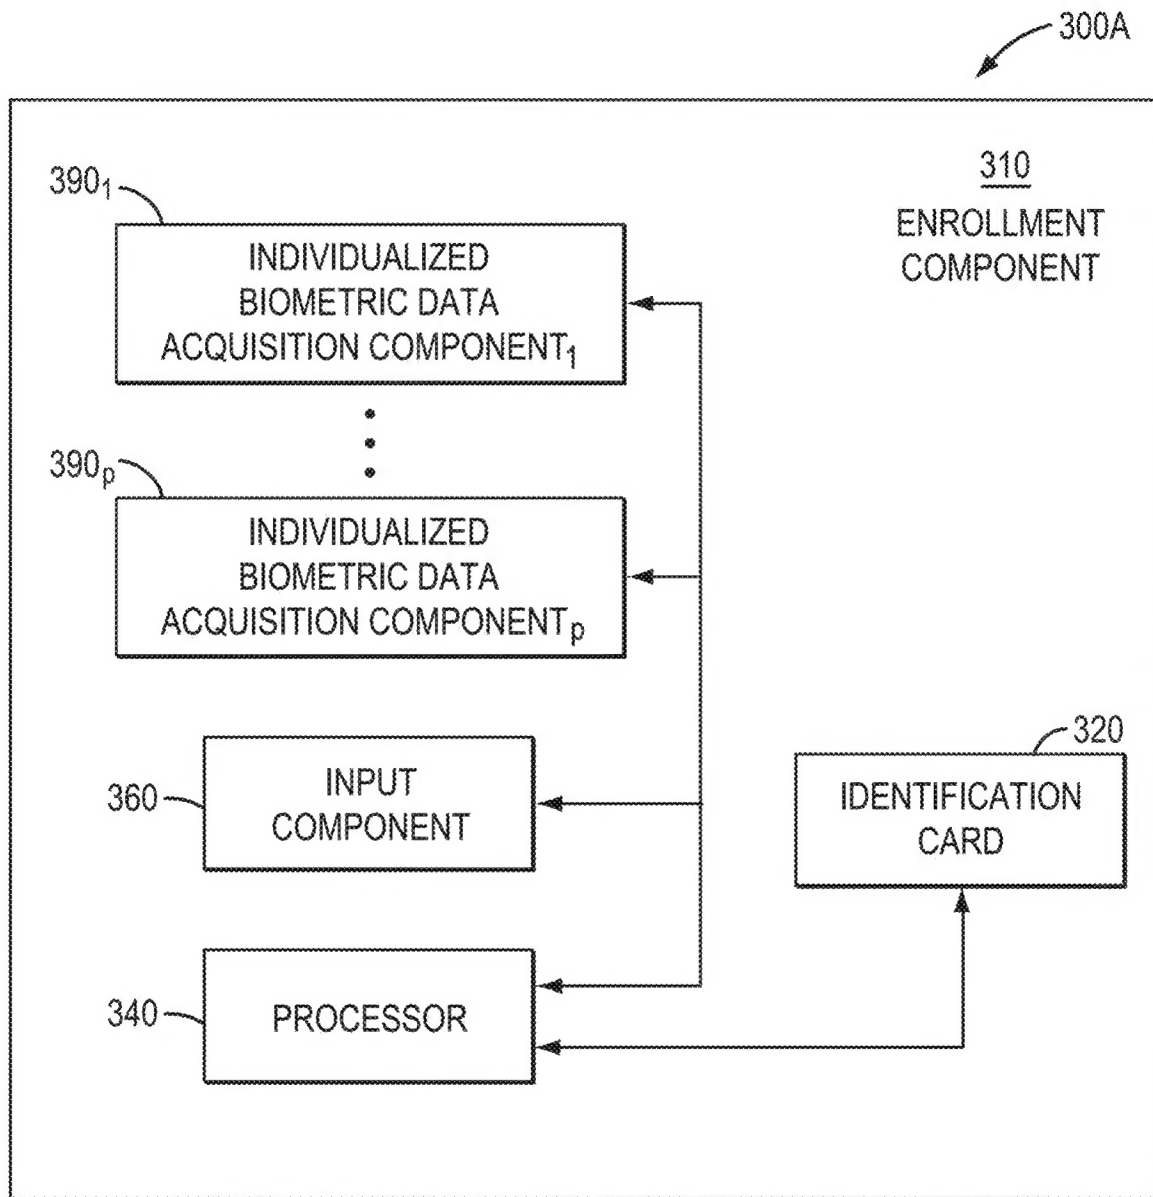 300A
310
ENROLLMENT
COMPONENT
390₁
INDIVIDUALIZED
BIOMETRIC DATA
ACQUISITION COMPONENT₁
390ₚ
INDIVIDUALIZED
BIOMETRIC DATA
ACQUISITION COMPONENTₚ
360
INPUT
COMPONENT
320
IDENTIFICATION
CARD
340
PROCESSOR